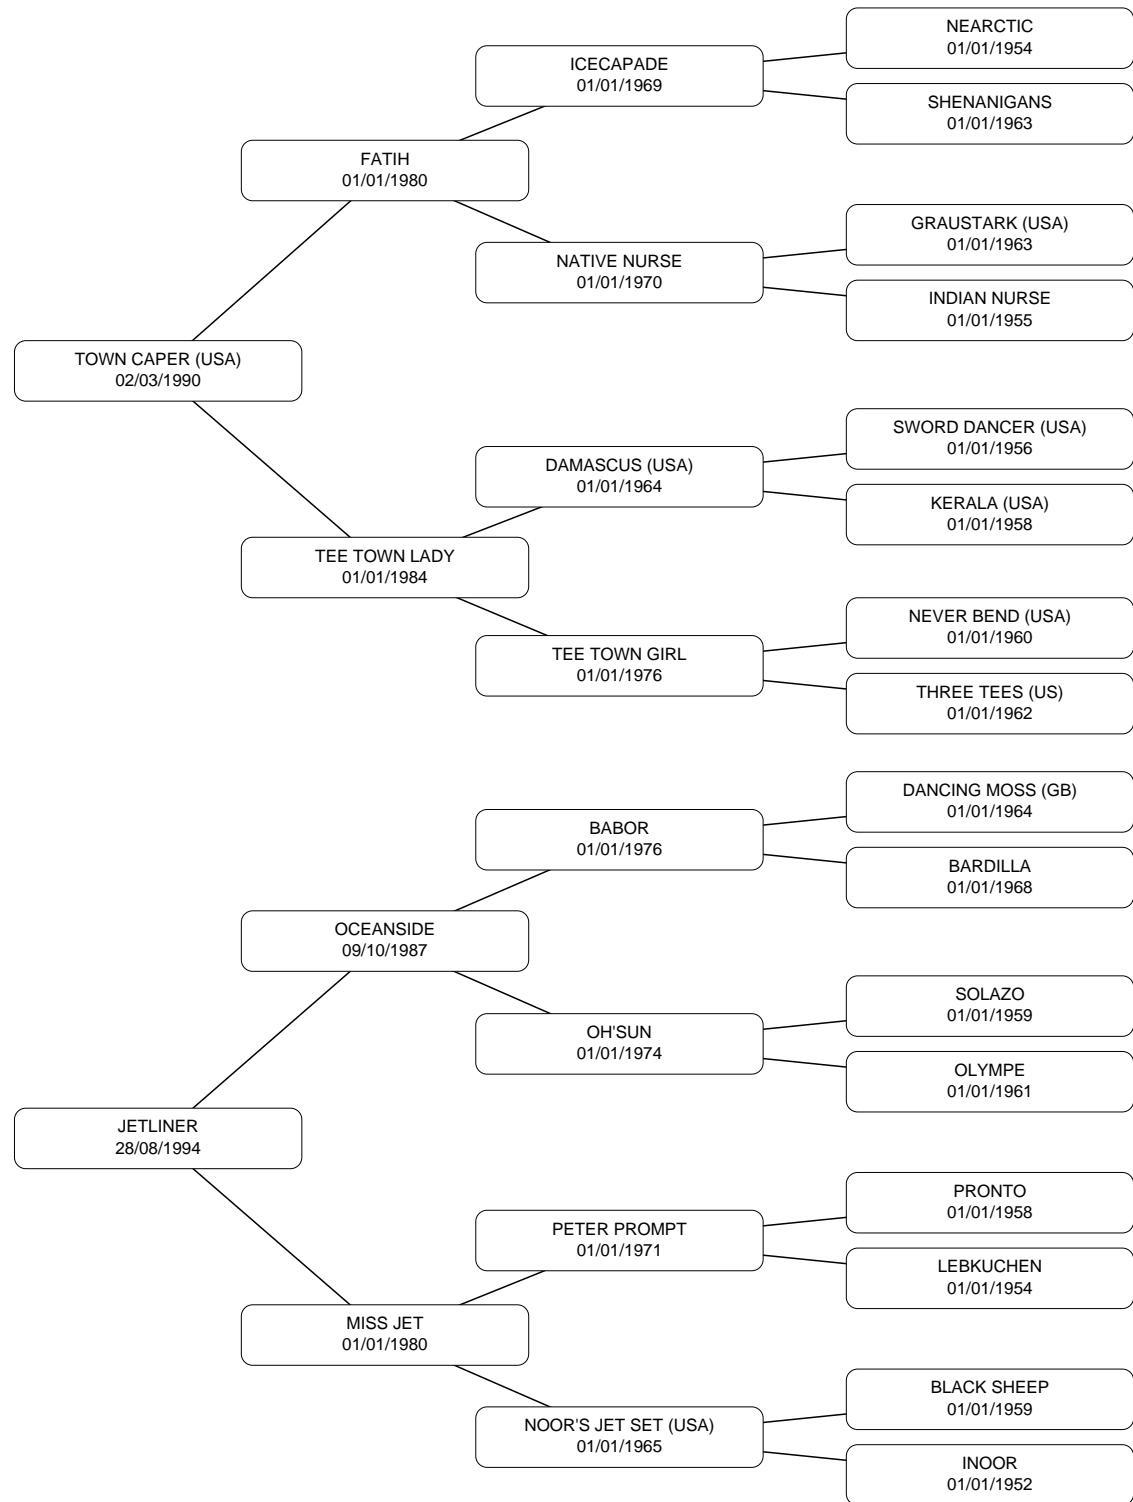 NEARCTIC
01/01/1954
ICECAPADE
01/01/1969
SHENANIGANS
01/01/1963
FATIH
01/01/1980
GRAUSTARK (USA)
01/01/1963
NATIVE NURSE
01/01/1970
INDIAN NURSE
01/01/1955
TOWN CAPER (USA)
02/03/1990
SWORD DANCER (USA)
01/01/1956
DAMASCUS (USA)
01/01/1964
KERALA (USA)
01/01/1958
TEE TOWN LADY
01/01/1984
NEVER BEND (USA)
01/01/1960
TEE TOWN GIRL
01/01/1976
THREE TEES (US)
01/01/1962
DANCING MOSS (GB)
01/01/1964
BABOR
01/01/1976
BARDILLA
01/01/1968
OCEANSIDE
09/10/1987
SOLAZO
01/01/1959
OH'SUN
01/01/1974
OLYMPE
01/01/1961
JETLINER
28/08/1994
PRONTO
01/01/1958
PETER PROMPT
01/01/1971
LEBKUCHEN
01/01/1954
MISS JET
01/01/1980
BLACK SHEEP
01/01/1959
NOOR'S JET SET (USA)
01/01/1965
INOOR
01/01/1952